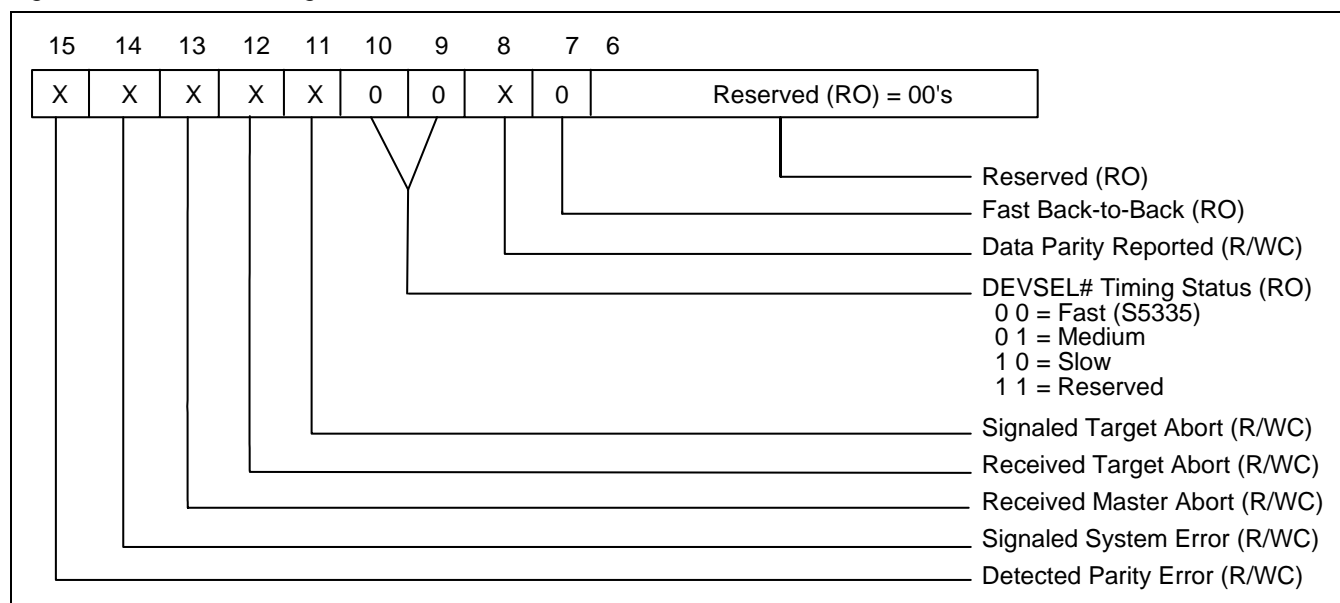 15 14 13 12 11 10 9 8 7 6
X X X X X 0 0 X 0 Reserved (RO) = 00's
Reserved (RO)
Fast Back-to-Back (RO)
Data Parity Reported (R/WC)
DEVSEL# Timing Status (RO)
0 0 = Fast (S5335)
0 1 = Medium
1 0 = Slow
1 1 = Reserved
Signaled Target Abort (R/WC)
Received Target Abort (R/WC)
Received Master Abort (R/WC)
Signaled System Error (R/WC)
Detected Parity Error (R/WC)